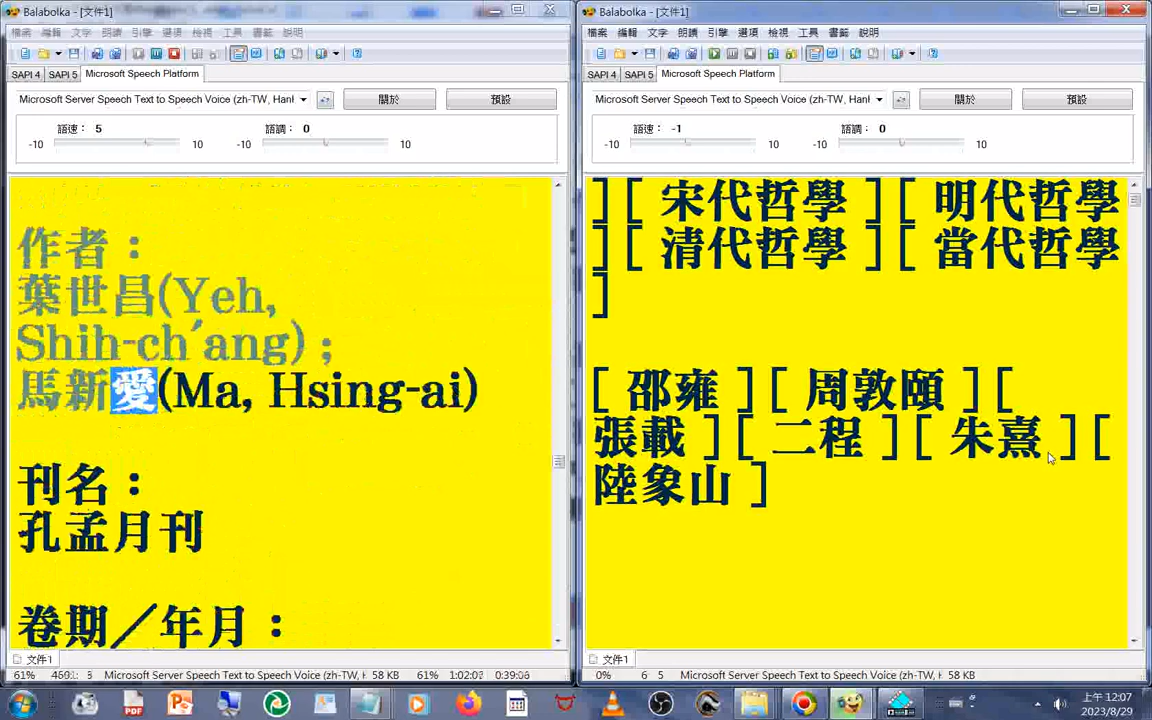 Balabolka - [文件1]
檔案 編輯 文字 朗讀 引擎 選項 檢視 工具 書籤 說明
SAPI 4 SAPI 5 Microsoft Speech Platform
Microsoft Server Speech Text to Speech Voice (zh-TW, Hanl
關於
預設
語速： 5
語調： 0
-10 10 -10 10
作者：
葉世昌(Yeh,
Shih-ch'ang)；
馬新愛(Ma, Hsing-ai)
刊名：
孔孟月刊
卷期／年月：
文件1
61%
Microsoft Server Speech Text to Speech Voice (zh-TW, H 58 KB 61% 1:02:02 0:39:06
Balabolka - [文件1]
檔案 編輯 文字 朗讀 引擎 選項 檢視 工具 書籤 說明
SAPI 4 SAPI 5 Microsoft Speech Platform
Microsoft Server Speech Text to Speech Voice (zh-TW, Hanl
關於
預設
語速： -1
語調： 0
-10 10 -10 10
][ 宋代哲學 ][ 明代哲學
][ 清代哲學 ][ 當代哲學
]
[ 邵雍 ][ 周敦頤 ][
張載 ][ 二程 ][ 朱熹 ][
陸象山 ]
文件1
0% 6: 5 Microsoft Server Speech Text to Speech Voice (zh-TW, H 58 KB
上午 12:07
2023/8/29